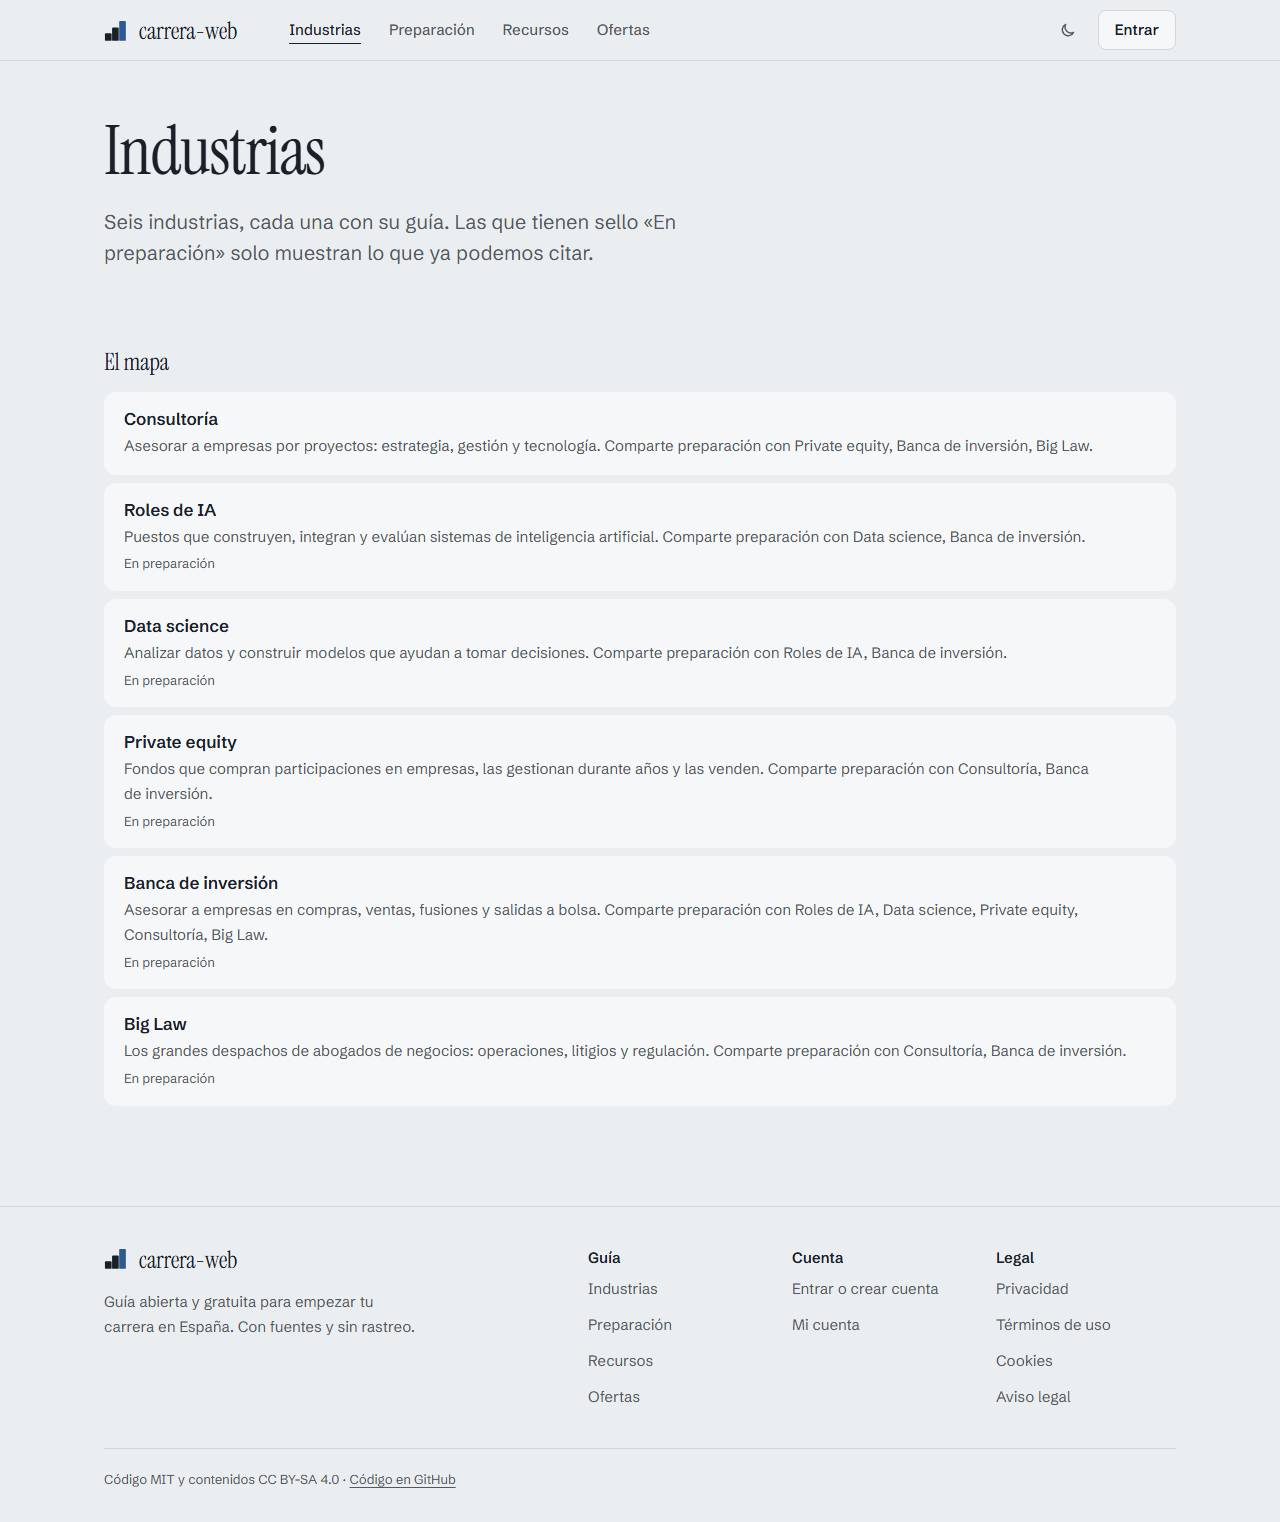 carrera-web
Industrias
Preparación
Recursos
Ofertas
Entrar
Industrias
Seis industrias, cada una con su guía. Las que tienen sello «En
preparación» solo muestran lo que ya podemos citar.
El mapa
Consultoría
Asesorar a empresas por proyectos: estrategia, gestión y tecnología. Comparte preparación con Private equity, Banca de inversión, Big Law.
Roles de IA
Puestos que construyen, integran y evalúan sistemas de inteligencia artificial. Comparte preparación con Data science, Banca de inversión.
En preparación
Data science
Analizar datos y construir modelos que ayudan a tomar decisiones. Comparte preparación con Roles de IA, Banca de inversión.
En preparación
Private equity
Fondos que compran participaciones en empresas, las gestionan durante años y las venden. Comparte preparación con Consultoría, Banca
de inversión.
En preparación
Banca de inversión
Asesorar a empresas en compras, ventas, fusiones y salidas a bolsa. Comparte preparación con Roles de IA, Data science, Private equity,
Consultoría, Big Law.
En preparación
Big Law
Los grandes despachos de abogados de negocios: operaciones, litigios y regulación. Comparte preparación con Consultoría, Banca de inversión.
En preparación
carrera-web
Guía abierta y gratuita para empezar tu
carrera en España. Con fuentes y sin rastreo.
Guía
Industrias
Preparación
Recursos
Ofertas
Cuenta
Entrar o crear cuenta
Mi cuenta
Legal
Privacidad
Términos de uso
Cookies
Aviso legal
Código MIT y contenidos CC BY-SA 4.0 · Código en GitHub